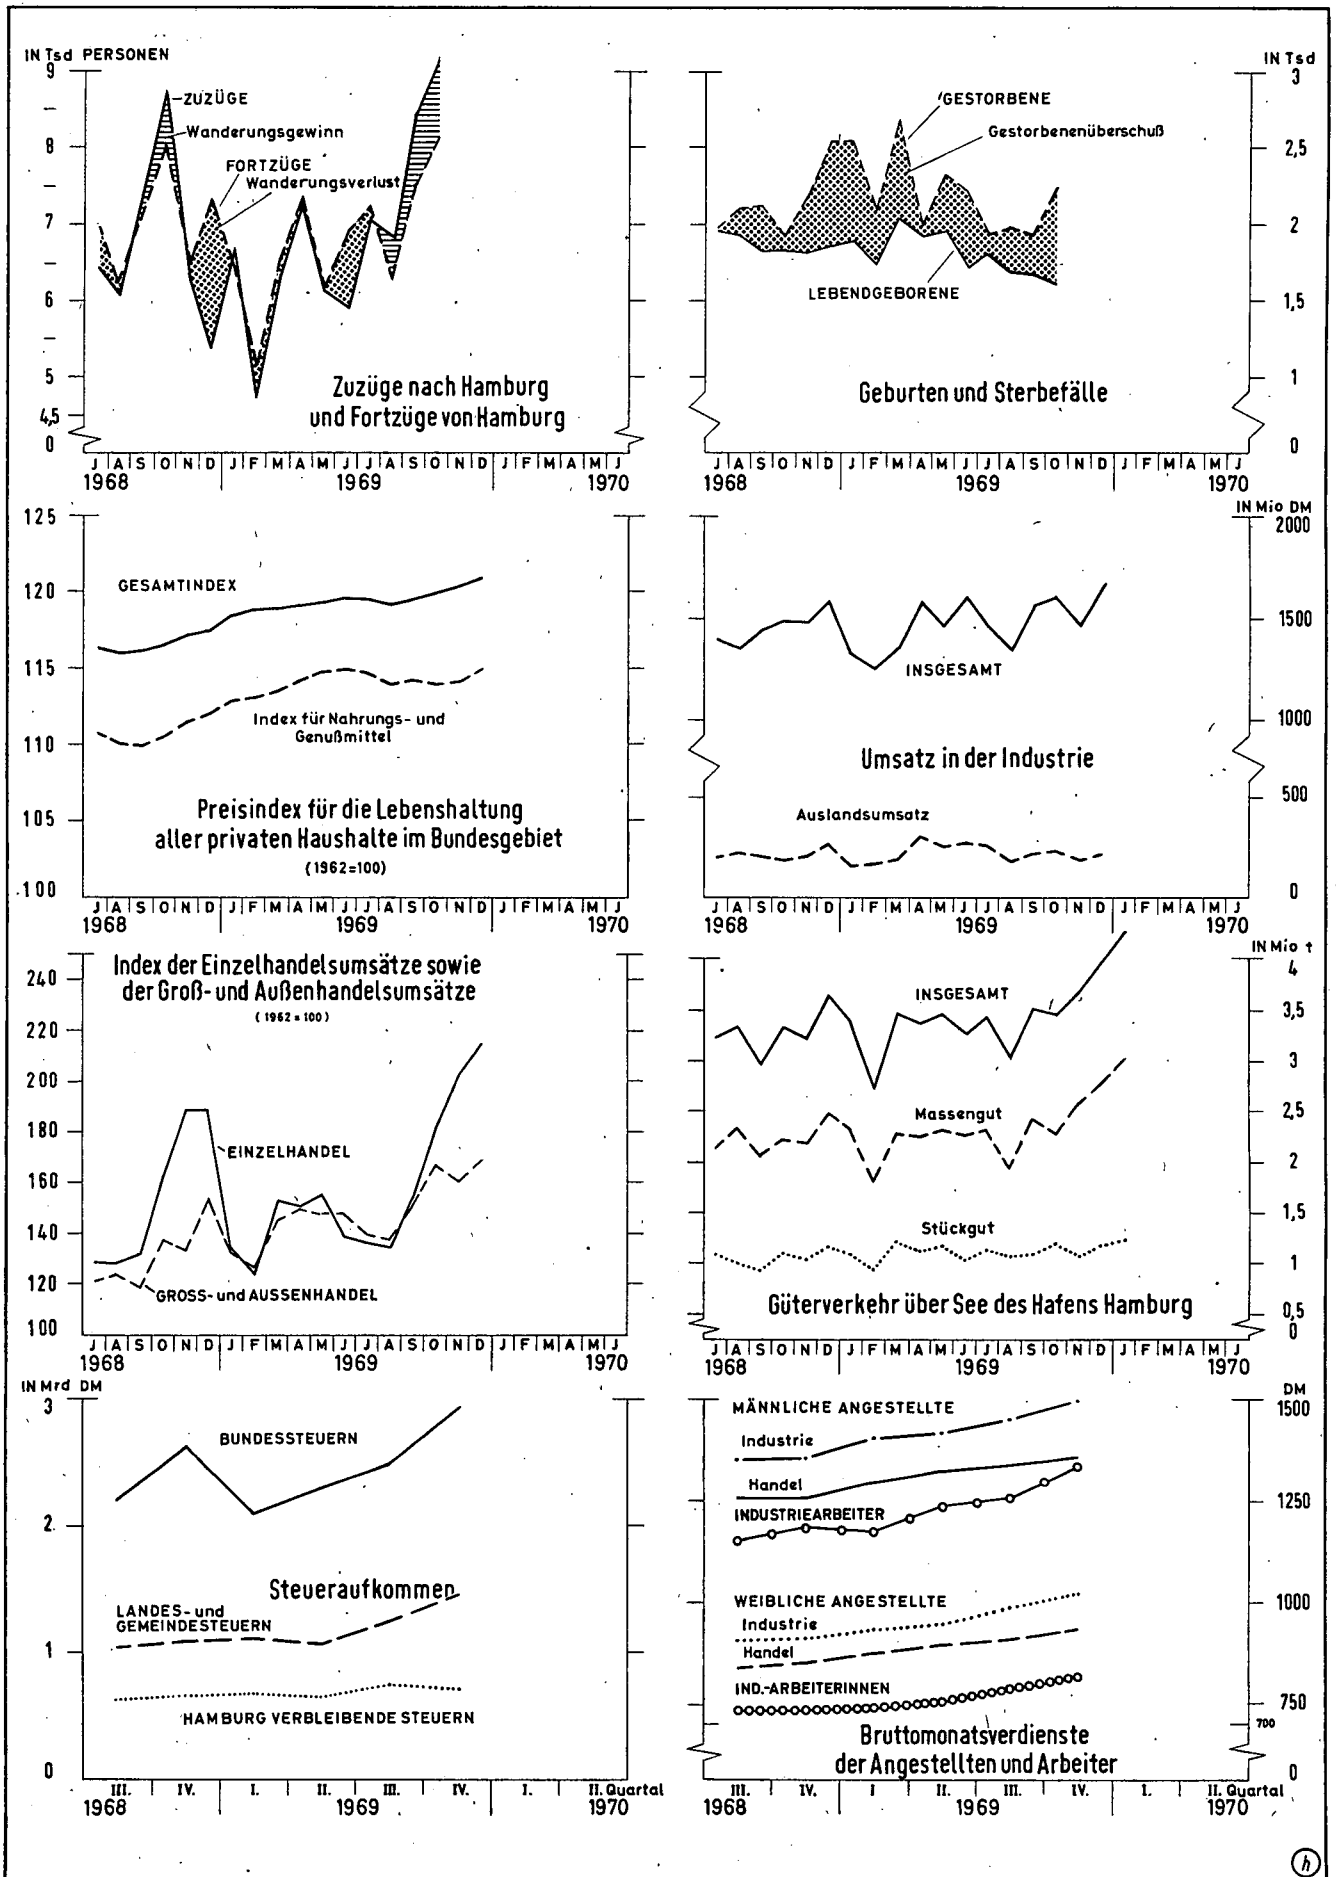 IN Tsd PERSONEN
9
8
7
6
5
4,5
0
ZUZÜGE
Wanderungsgewinn
FORTZÜGE
Wanderungsverlust
Zuzüge nach Hamburg
und Fortzüge von Hamburg
J A S O N D J F M A M J J A S O N D J F M A M J
1968 1969 1970
IN Tsd
3
2,5
2
1,5
1
0
GESTORBENE
Gestorbenenüberschuß
LEBENDGEBORENE
Geburten und Sterbefälle
J A S O N D J F M A M J J A S O N D J F M A M J
1968 1969 1970
125
120
115
110
105
100
GESAMTINDEX
Index für Nahrungs- und
Genußmittel
Preisindex für die Lebenshaltung
aller privaten Haushalte im Bundesgebiet
(1962=100)
J A S O N D J F M A M J J A S O N D J F M A M J
1968 1969 1970
IN Mio DM
2000
1500
1000
500
0
INSGESAMT
Umsatz in der Industrie
Auslandsumsatz
J A S O N D J F M A M J J A S O N D J F M A M J
1968 1969 1970
Index der Einzelhandelsumsätze sowie
der Groß- und Außenhandelsumsätze
(1962=100)
240
220
200
180
160
140
120
100
EINZELHANDEL
GROSS- und AUSSENHANDEL
J A S O N D J F M A M J J A S O N D J F M A M J
1968 1969 1970
IN Mio t
4
3,5
3
2,5
2
1,5
1
0,5
0
INSGESAMT
Massengut
Stückgut
Güterverkehr über See des Hafens Hamburg
J A S O N D J F M A M J J A S O N D J F M A M J
1968 1969 1970
IN Mrd DM
3
2
1
0
BUNDESSTEUERN
Steueraufkommen
LANDES- und
GEMEINDESTEUERN
HAMBURG VERBLEIBENDE STEUERN
III. IV. I. II. III. IV. I. II. Quartal
1968 1969 1970
DM
1500
1250
1000
750
700
0
MÄNNLICHE ANGESTELLTE
Industrie
Handel
INDUSTRIEARBEITER
WEIBLICHE ANGESTELLTE
Industrie
Handel
IND.-ARBEITERINNEN
Bruttomonatsverdienste
der Angestellten und Arbeiter
III. IV. I II. III. IV. I. II. Quartal
1968 1969 1970
h